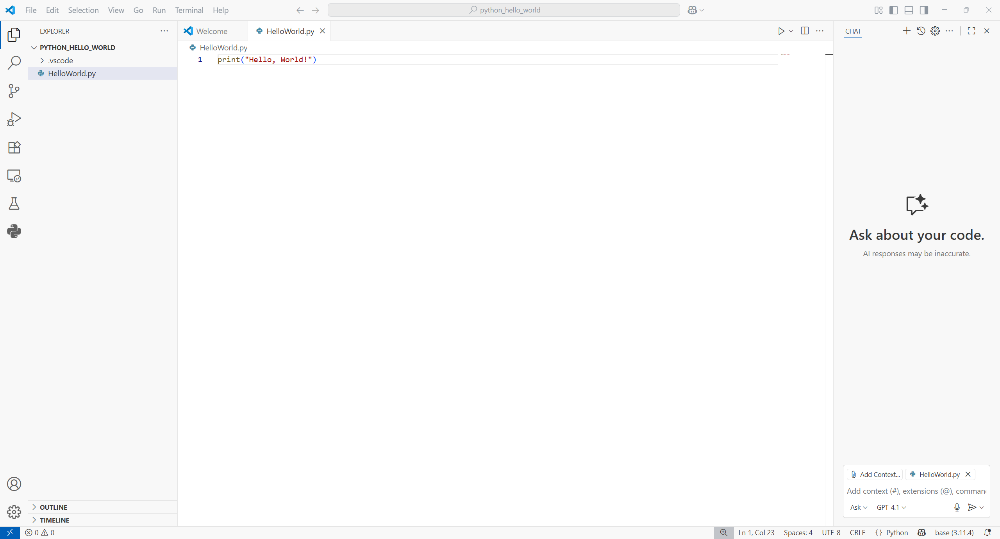 File Edit Selection View Go Run Terminal Help
python_hello_world
EXPLORER
PYTHON_HELLO_WORLD
.vscode
HelloWorld.py
OUTLINE
TIMELINE
Welcome
HelloWorld.py
HelloWorld.py
1 print("Hello, World!")
CHAT
Ask about your code.
AI responses may be inaccurate.
Add Context... HelloWorld.py
Add context (#), extensions (@),
Ask GPT-4.1
0 0
Ln 1, Col 23 Spaces: 4 UTF-8 CRLF {} Python base (3.11.4)